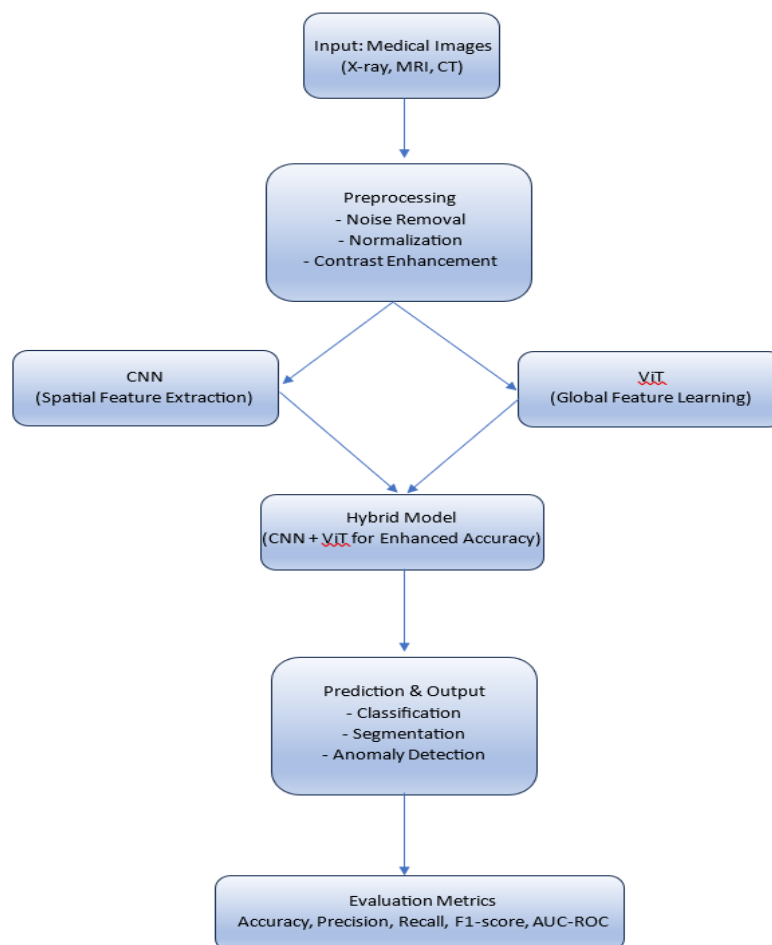 Input: Medical Images
(X-ray, MRI, CT)
Preprocessing
- Noise Removal
- Normalization
- Contrast Enhancement
CNN
(Spatial Feature Extraction)
ViT
(Global Feature Learning)
Hybrid Model
(CNN + ViT for Enhanced Accuracy)
Prediction & Output
- Classification
- Segmentation
- Anomaly Detection
Evaluation Metrics
Accuracy, Precision, Recall, F1-score, AUC-ROC